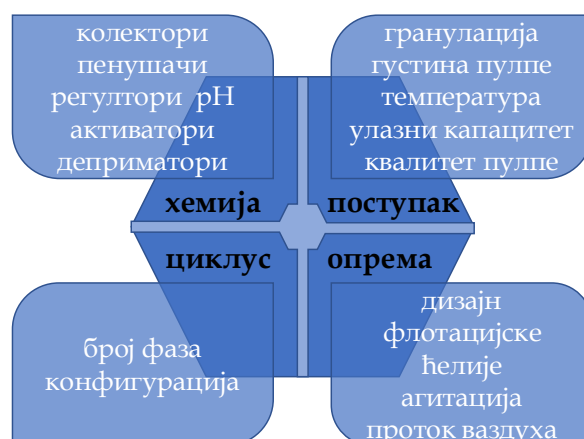 колектори
пенушачи
регултори pH
активатори
деприматори
гранулација
густина пулпе
температура
улазни капацитет
квалитет пулпе
хемија
поступак
циклус
опрема
број фаза
конфигурација
дизајн
флотацијске
ћелије
агитација
проток ваздуха